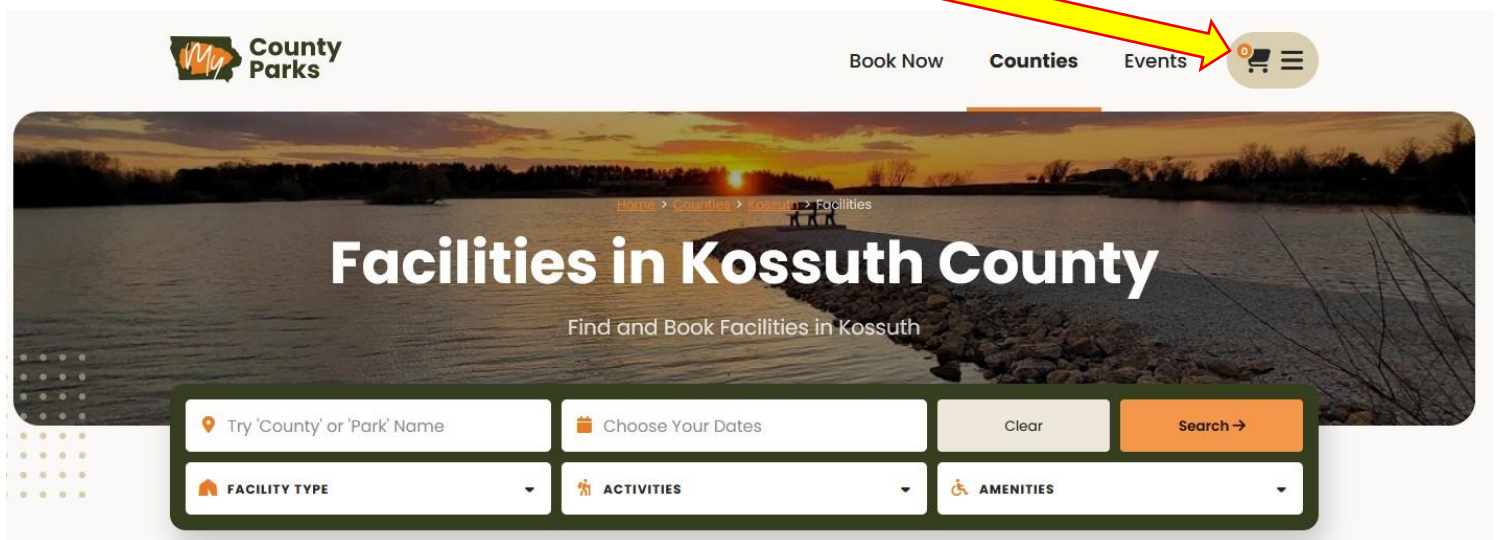 My County
Parks
Book Now Counties Events 0
Home > Counties > Kossuth > Facilities
Facilities in Kossuth County
Find and Book Facilities in Kossuth
Try 'County' or 'Park' Name Choose Your Dates Clear Search →
FACILITY TYPE ACTIVITIES AMENITIES